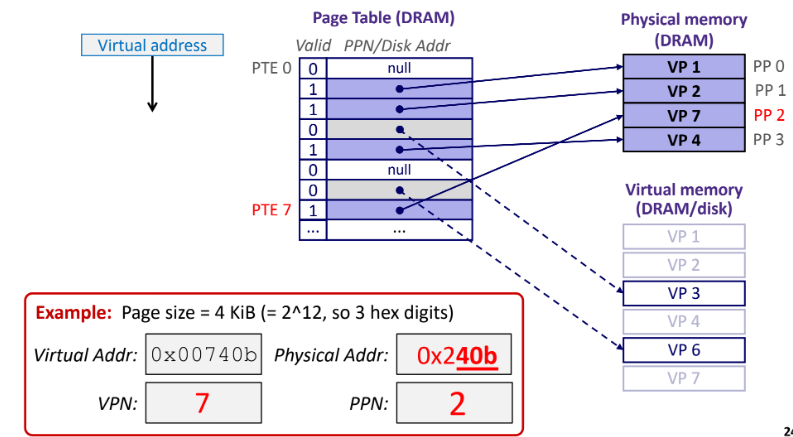 Page Table (DRAM)
Virtual address
Valid PPN/Disk Addr
PTE 0 0 null
1
1
0
1
0 null
0
PTE 7 1
... ...
Physical memory
(DRAM)
VP 1 PP 0
VP 2 PP 1
VP 7 PP 2
VP 4 PP 3
Virtual memory
(DRAM/disk)
VP 1
VP 2
VP 3
VP 4
VP 6
VP 7
Example: Page size = 4 KiB (= 2^12, so 3 hex digits)
Virtual Addr: 0x00740b Physical Addr: 0x240b
VPN: 7 PPN: 2